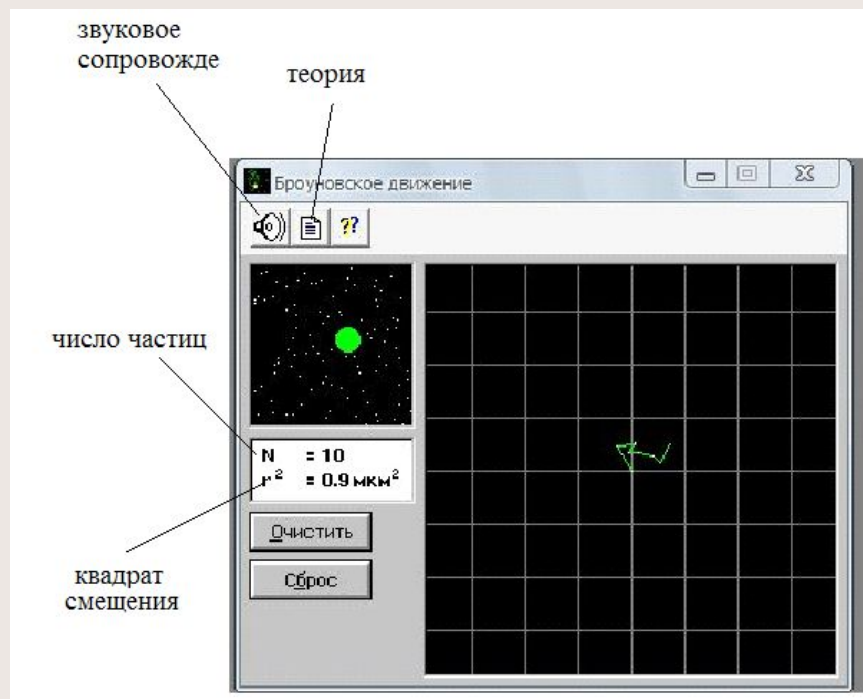 звуковое
сопровожде
теория
Броуновское движение
??
число частиц
N = 10
r² = 0.9 мкм²
Очистить
Сброс
квадрат
смещения